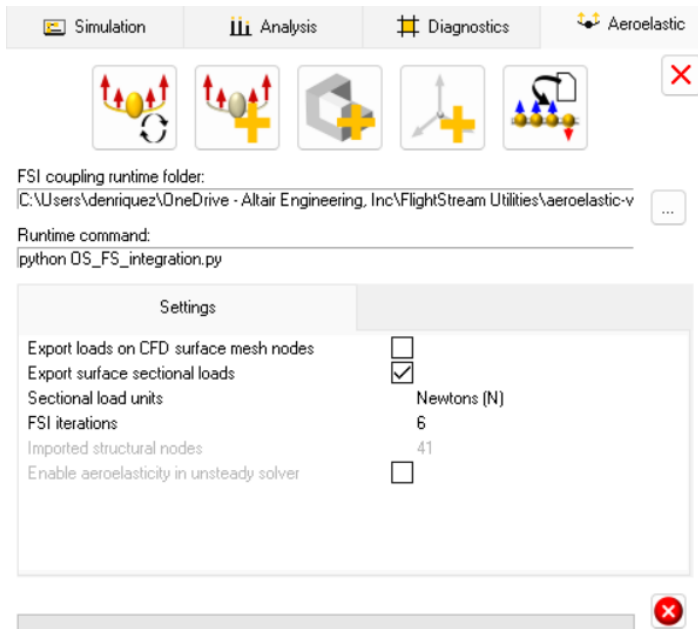 Simulation
Analysis
Diagnostics
Aeroelastic
FSI coupling runtime folder:
C:\Users\denriquez\OneDrive - Altair Engineering, Inc\FlightStream Utilities\aeroelastic-v
...
Runtime command:
python OS_FS_integration.py
Settings
Export loads on CFD surface mesh nodes
Export surface sectional loads
Sectional load units Newtons (N)
FSI iterations 6
Imported structural nodes 41
Enable aeroelasticity in unsteady solver